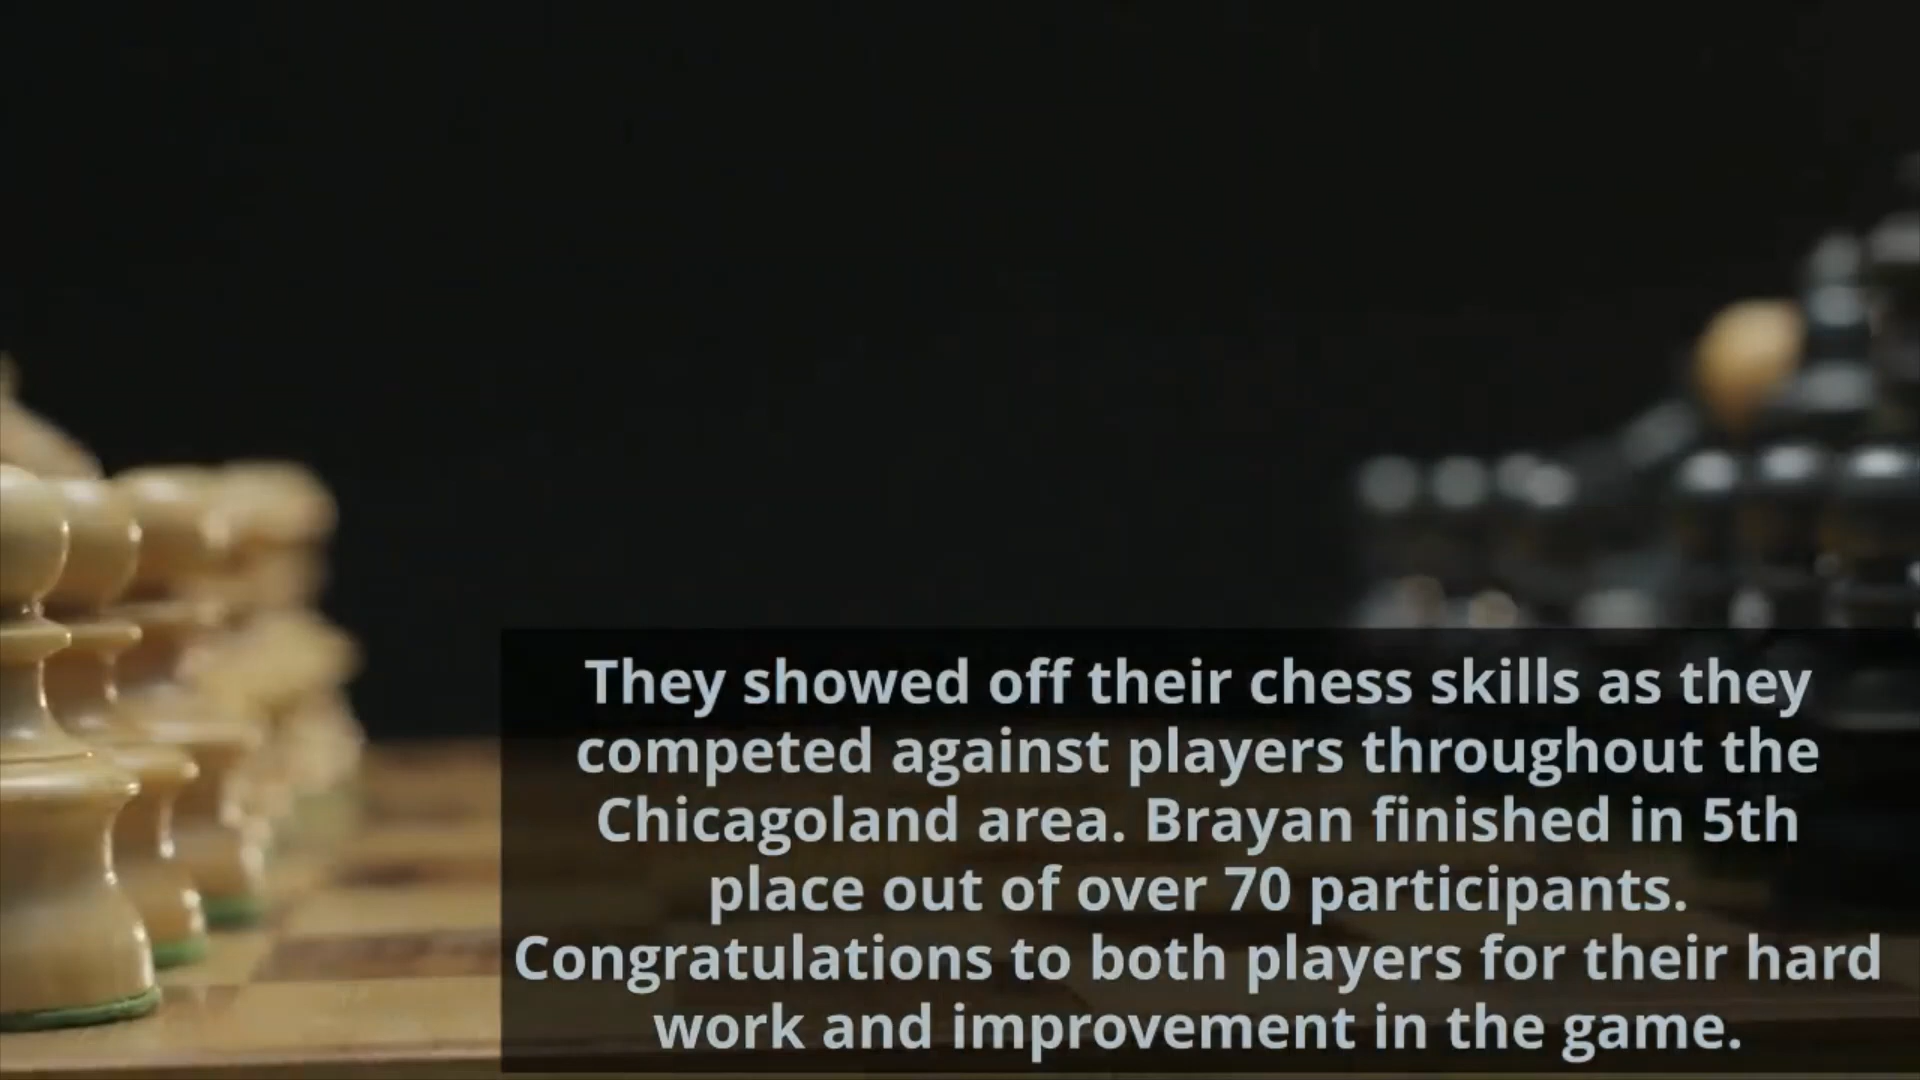 They showed off their chess skills as they
competed against players throughout the
Chicagoland area. Brayan finished in 5th
place out of over 70 participants.
Congratulations to both players for their hard
work and improvement in the game.